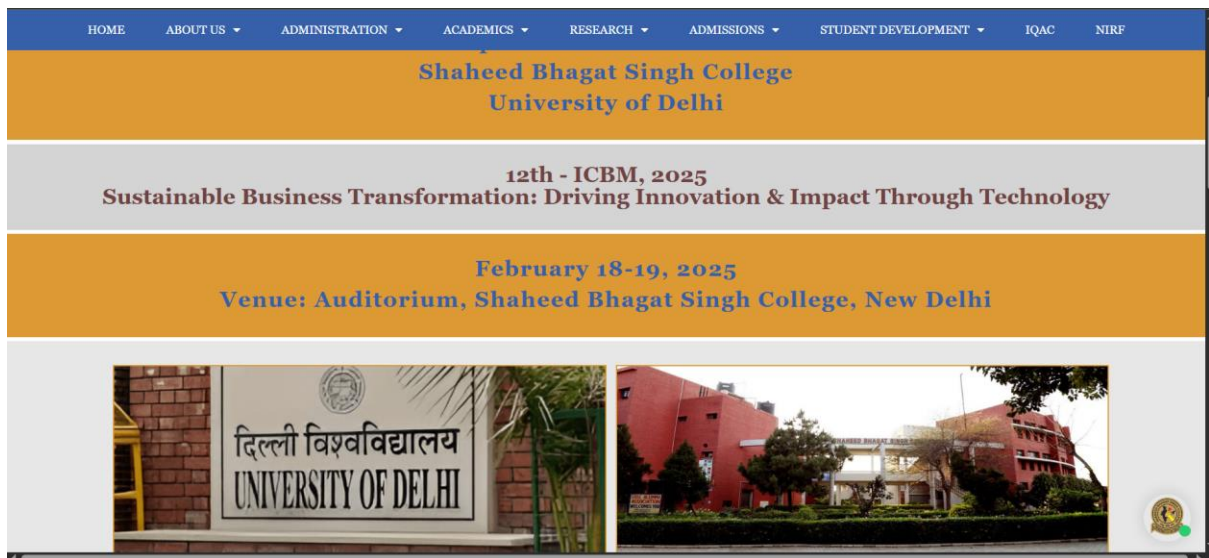 HOME ABOUT US ADMINISTRATION ACADEMICS RESEARCH ADMISSIONS STUDENT DEVELOPMENT IQAC NIRF
Shaheed Bhagat Singh College
University of Delhi
12th - ICBM, 2025
Sustainable Business Transformation: Driving Innovation & Impact Through Technology
February 18-19, 2025
Venue: Auditorium, Shaheed Bhagat Singh College, New Delhi
दिल्ली विश्वविद्यालय
UNIVERSITY OF DELHI
SHAHEED BHAGAT SINGH